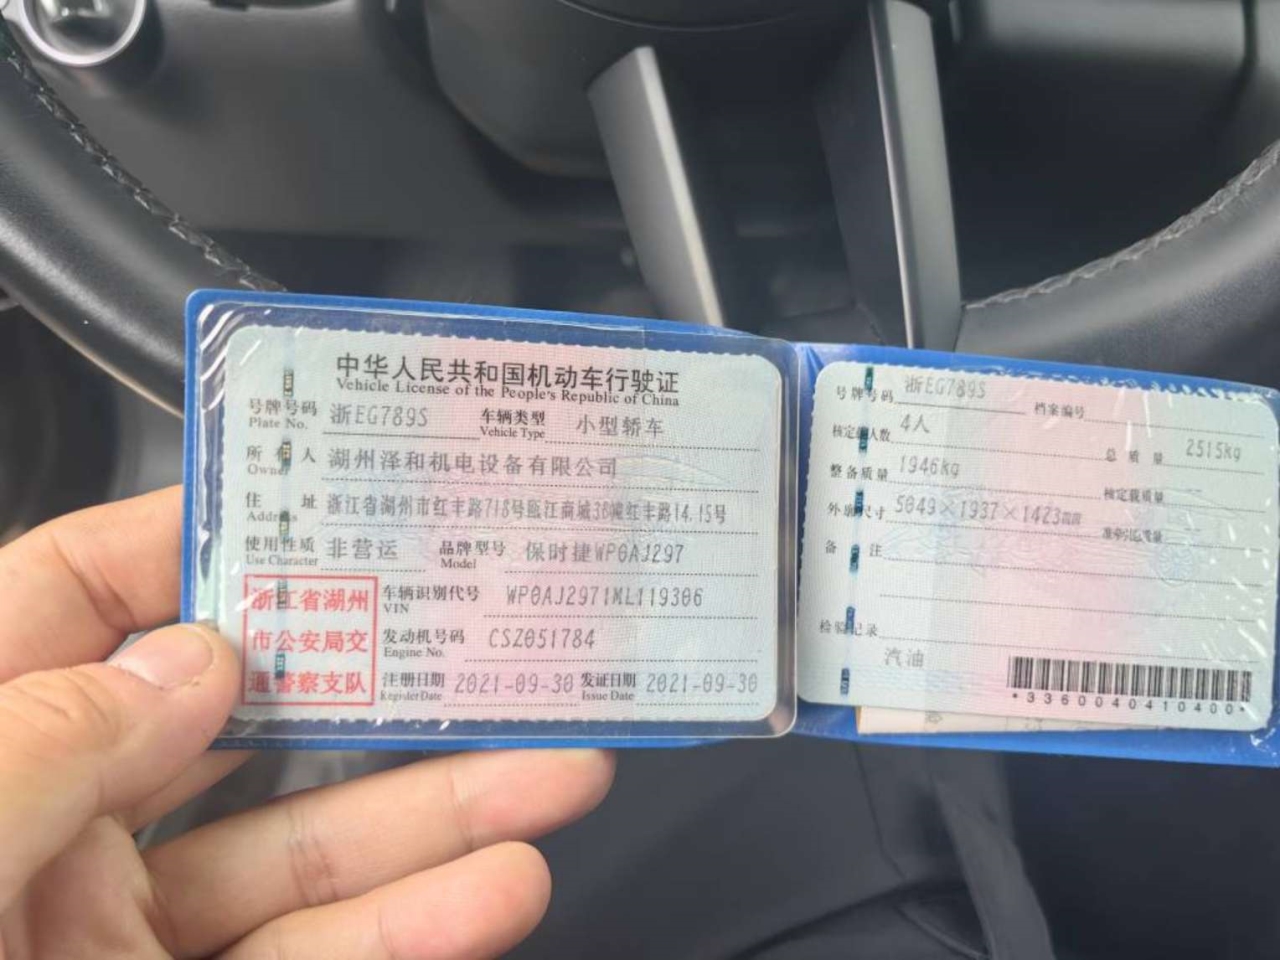 中华人民共和国机动车行驶证
Vehicle License of the People's Republic of China
号牌号码 浙EG789S 车辆类型 小型轿车
Plate No. Vehicle Type
所有人 湖州泽和机电设备有限公司
Owner
住址 浙江省湖州市红丰路718号临江商城36幢红丰路14.15号
Address
使用性质 非营运 品牌型号 保时捷WP0AJ297
Use Character Model
浙江省湖州
市公安局交
通警察支队
车辆识别代号 WP0AJ2971ML119306
VIN
发动机号码 CSZ051784
Engine No.
注册日期 2021-09-30 发证日期 2021-09-30
Register Date Issue Date
号牌号码 浙EG789S 档案编号
核定载人数 4人 总质量 2515kg
整备质量 1946kg 核定载质量 --
外廓尺寸 5049×1937×1423mm 准牵引总质量 --
备注
检验记录
汽油
*3360040410400*